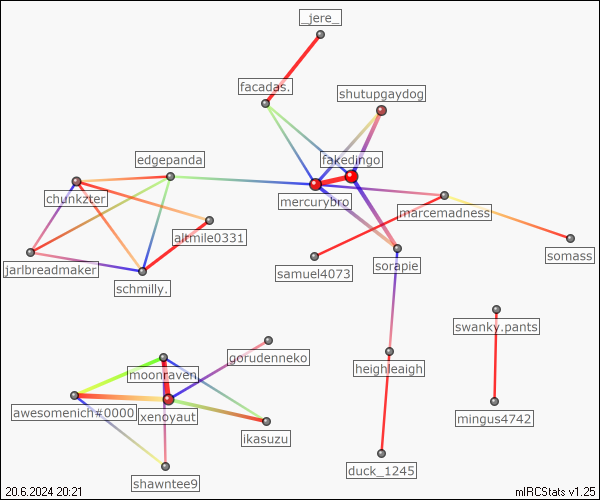 _jere_
facadas.
shutupgaydog
edgepanda
fakedingo
chunkzter
mercurybro
marcemadness
altmile0331
somass
jarlbreadmaker
samuel4073
sorapie
schmilly.
swanky.pants
gorudenneko
moonraven.
heighleaigh
awesomenich#0000
xenoyaut
mingus4742
ikasuzu
duck_1245
shawntee9
20.6.2024 20:21
mIRCStats v1.25